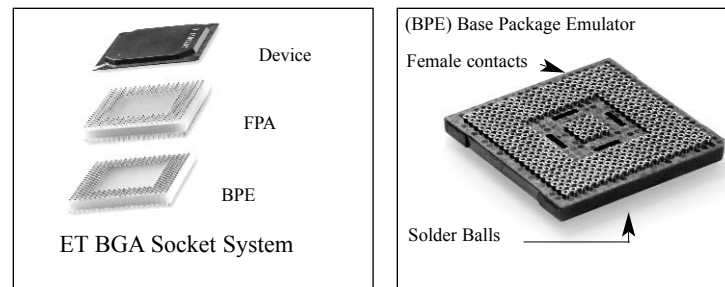 Device
FPA
BPE
ET BGA Socket System
(BPE) Base Package Emulator
Female contacts
Solder Balls